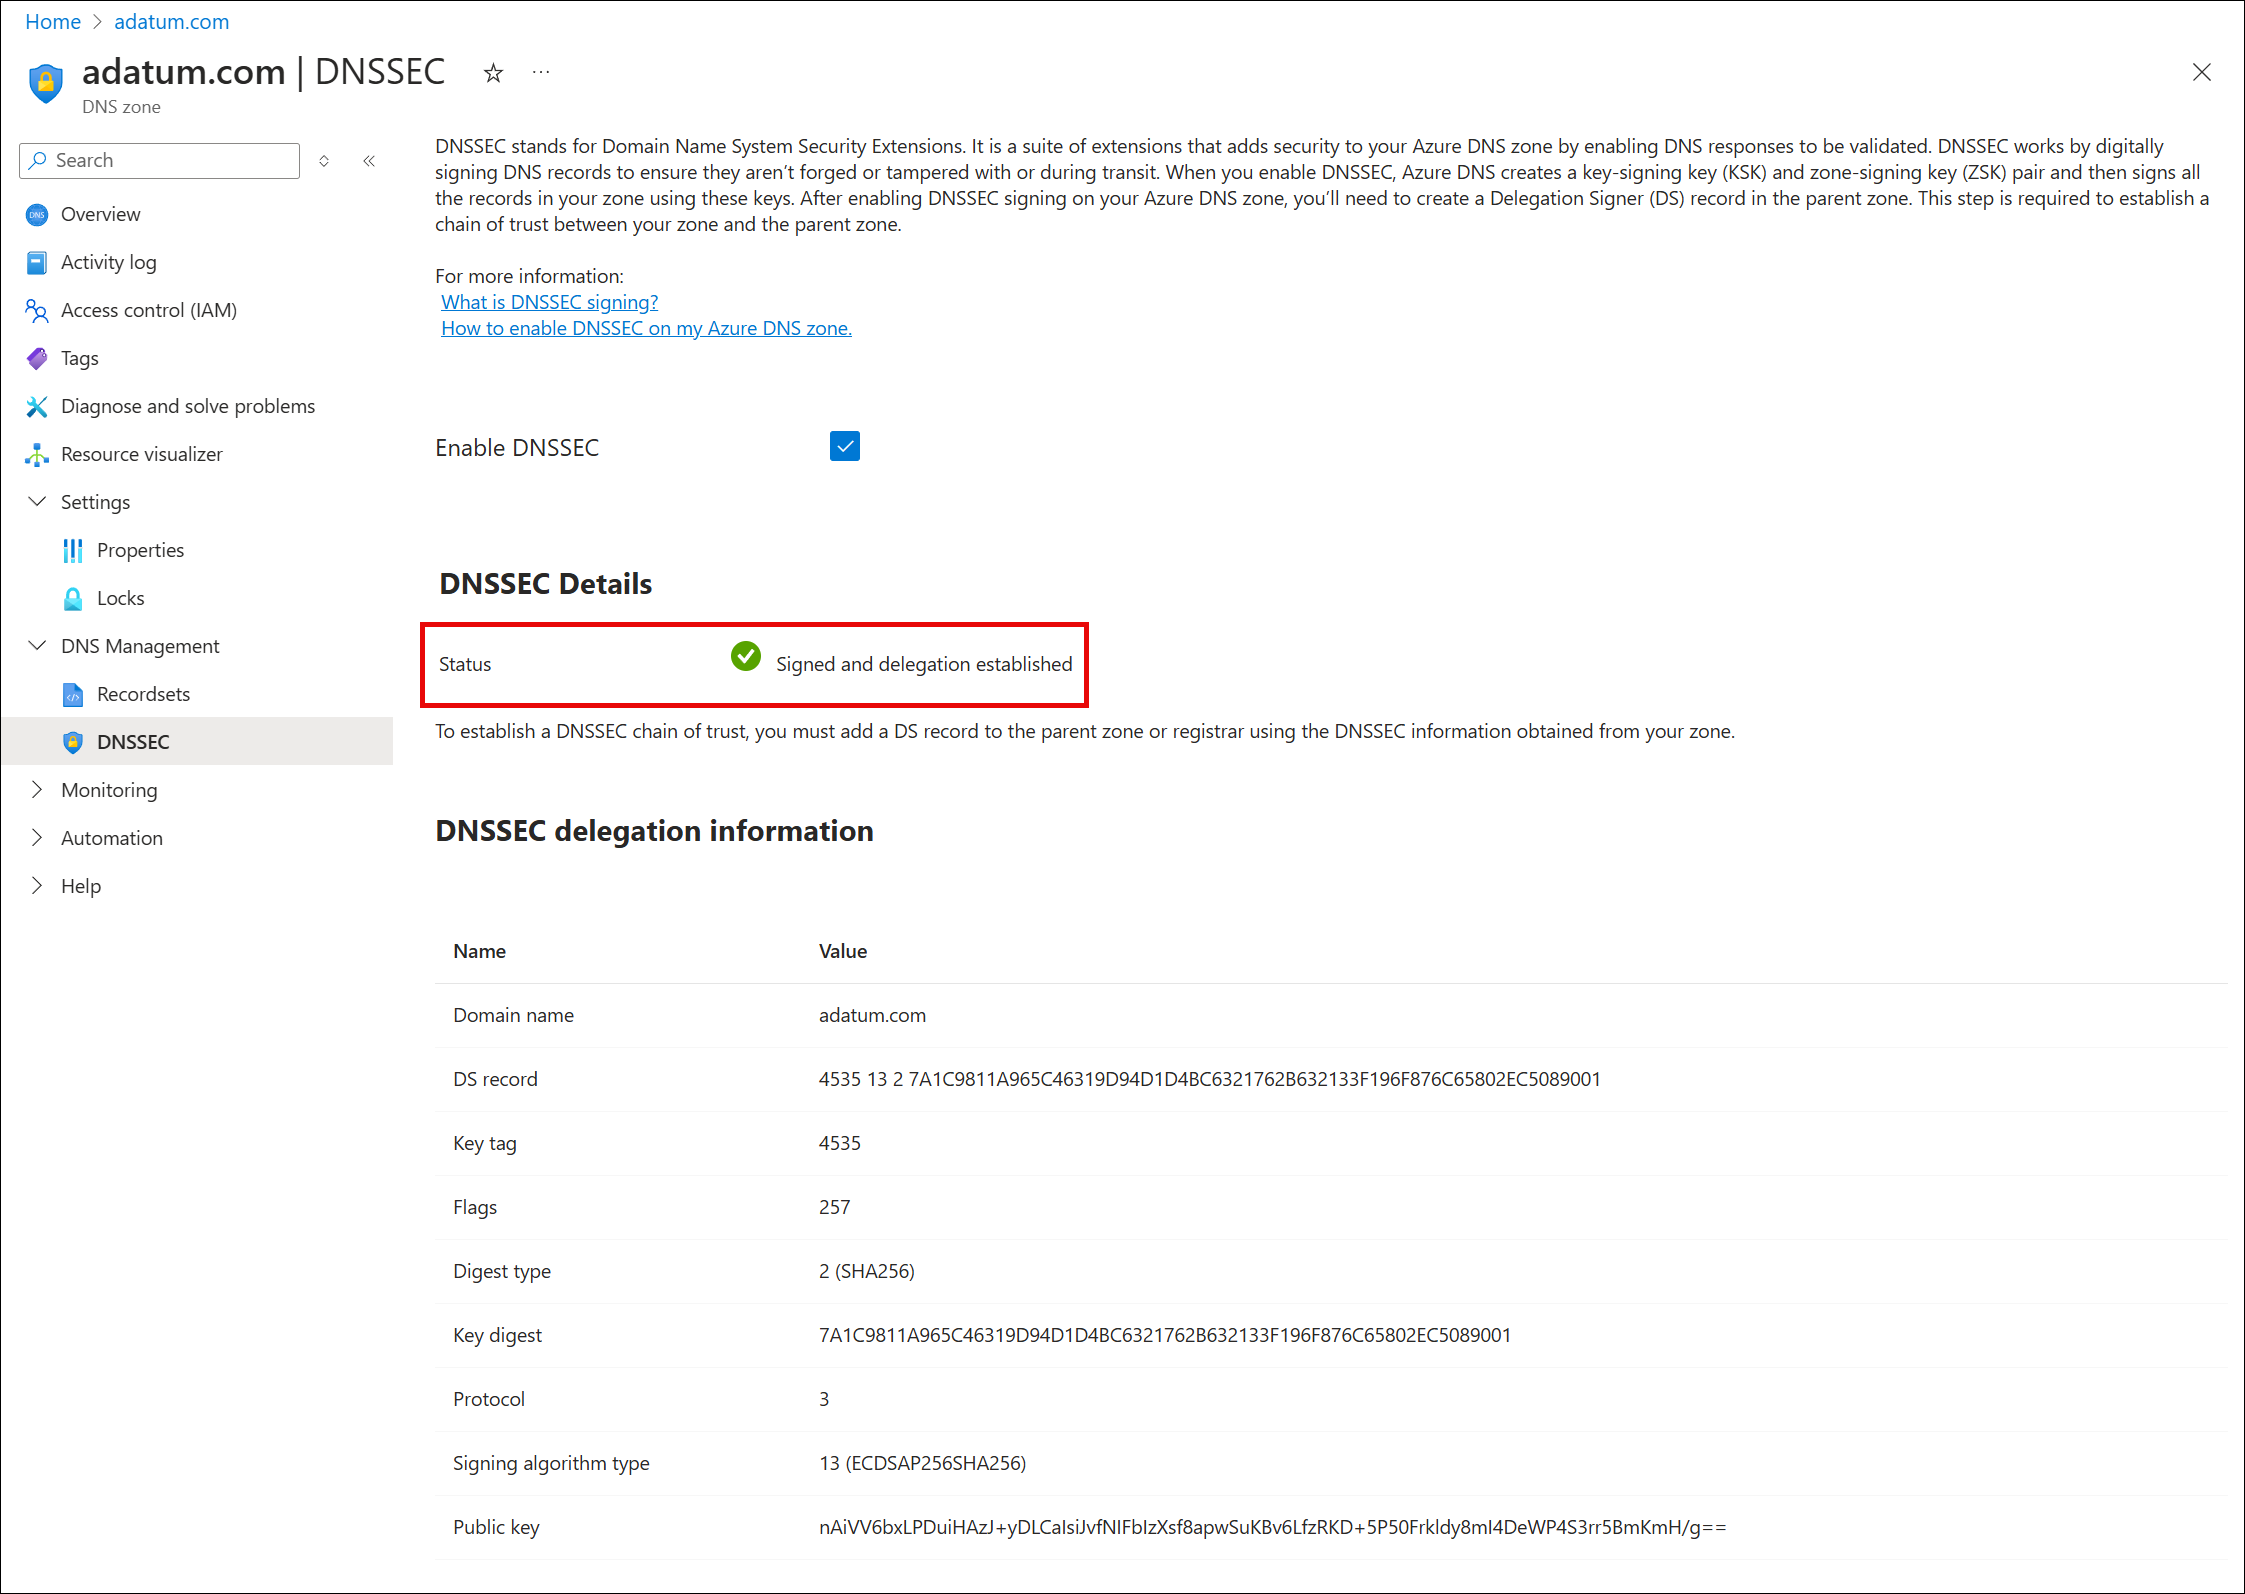 Home > adatum.com
adatum.com | DNSSEC
DNS zone
Search
Overview
Activity log
Access control (IAM)
Tags
Diagnose and solve problems
Resource visualizer
Settings
Properties
Locks
DNS Management
Recordsets
DNSSEC
Monitoring
Automation
Help
DNSSEC stands for Domain Name System Security Extensions. It is a suite of extensions that adds security to your Azure DNS zone by enabling DNS responses to be validated. DNSSEC works by digitally
signing DNS records to ensure they aren't forged or tampered with or during transit. When you enable DNSSEC, Azure DNS creates a key-signing key (KSK) and zone-signing key (ZSK) pair and then signs all
the records in your zone using these keys. After enabling DNSSEC signing on your Azure DNS zone, you'll need to create a Delegation Signer (DS) record in the parent zone. This step is required to establish a
chain of trust between your zone and the parent zone.
For more information:
What is DNSSEC signing?
How to enable DNSSEC on my Azure DNS zone.
Enable DNSSEC
DNSSEC Details
Status Signed and delegation established
To establish a DNSSEC chain of trust, you must add a DS record to the parent zone or registrar using the DNSSEC information obtained from your zone.
DNSSEC delegation information
Name Value
Domain name adatum.com
DS record 4535 13 2 7A1C9811A965C46319D94D1D4BC6321762B632133F196F876C65802EC5089001
Key tag 4535
Flags 257
Digest type 2 (SHA256)
Key digest 7A1C9811A965C46319D94D1D4BC6321762B632133F196F876C65802EC5089001
Protocol 3
Signing algorithm type 13 (ECDSAP256SHA256)
Public key nAiVV6bxLPDuiHAzJ+yDLCaIsiJvfNIFbIzXsf8apwSuKBv6LfzRKD+5P50Frkldy8mI4DeWP4S3rr5BmKmH/g==